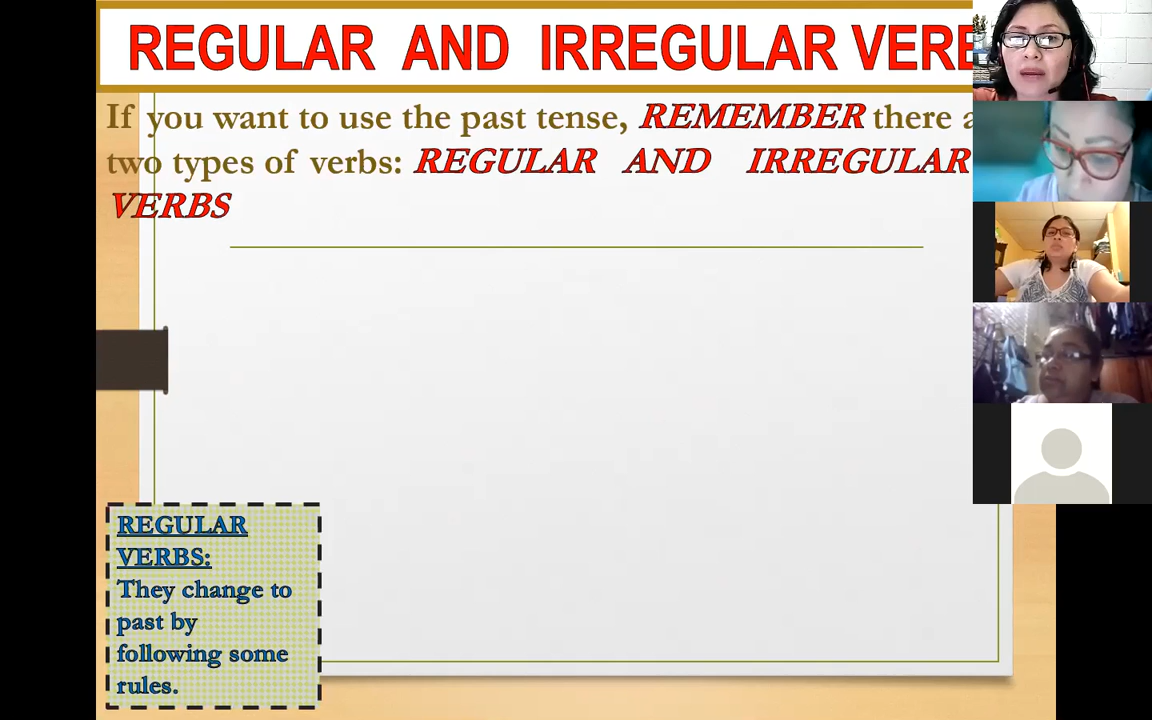 REGULAR AND IRREGULAR VERB
If you want to use the past tense, REMEMBER there
two types of verbs: REGULAR AND IRREGULAR
VERBS
REGULAR
VERBS:
They change to
past by
following some
rules.